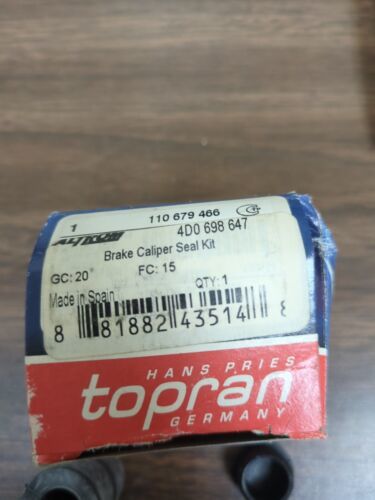 1 110 679 466 G
4D0 698 647
Brake Caliper Seal Kit
GC: 20 FC: 15
QTY: 1
Made in Spain
8 81882 43514 8
HANS PRIES
topran
GERMANY